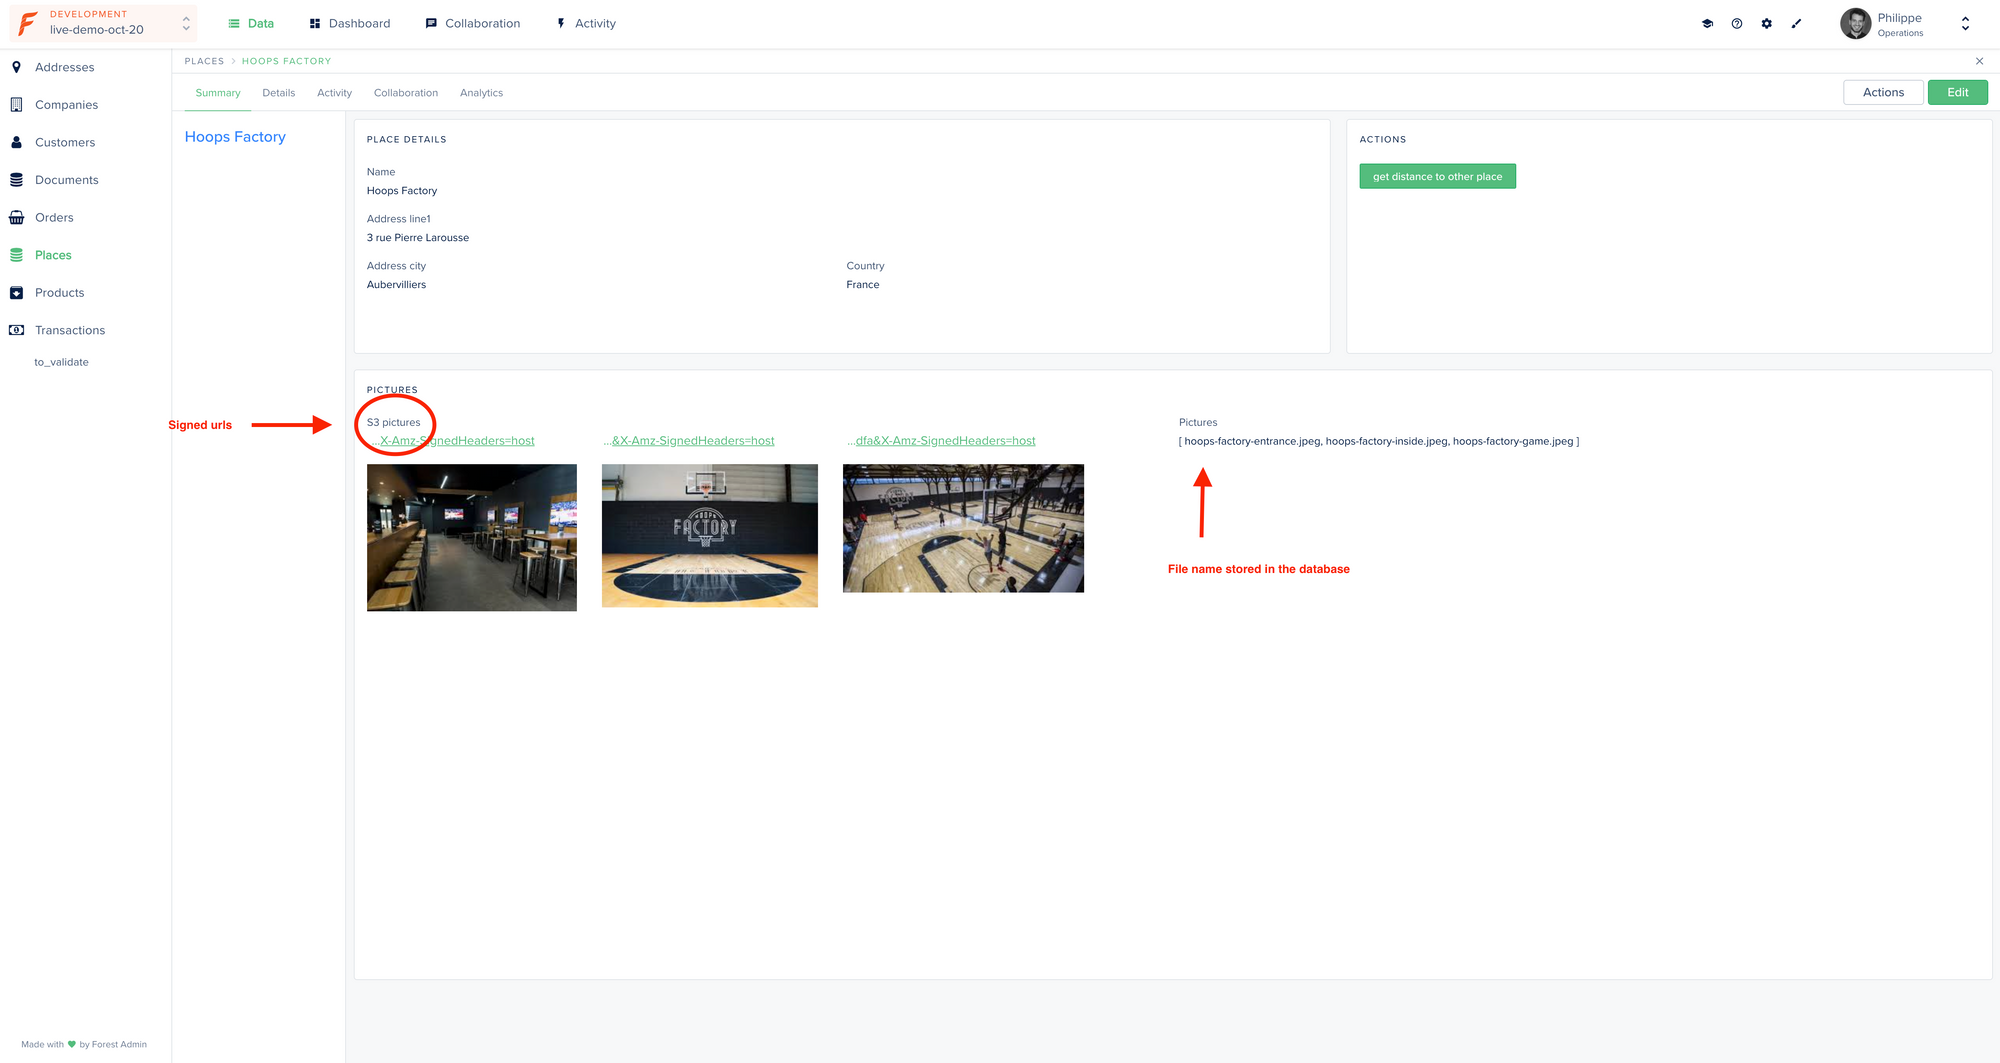 DEVELOPMENT
live-demo-oct-20
Data
Dashboard
Collaboration
Activity
Philippe
Operations
Addresses
Companies
Customers
Documents
Orders
Places
Products
Transactions
to_validate
PLACES > HOOPS FACTORY
Summary
Details
Activity
Collaboration
Analytics
Actions
Edit
Hoops Factory
PLACE DETAILS
Name
Hoops Factory
Address line1
3 rue Pierre Larousse
Address city
Aubervilliers
Country
France
ACTIONS
get distance to other place
PICTURES
Signed urls
S3 pictures
...X-Amz-SignedHeaders=host
...&X-Amz-SignedHeaders=host
...dfa&X-Amz-SignedHeaders=host
HOOPS
FACTORY
FACTORY
Pictures
[ hoops-factory-entrance.jpeg, hoops-factory-inside.jpeg, hoops-factory-game.jpeg ]
File name stored in the database
Made with by Forest Admin